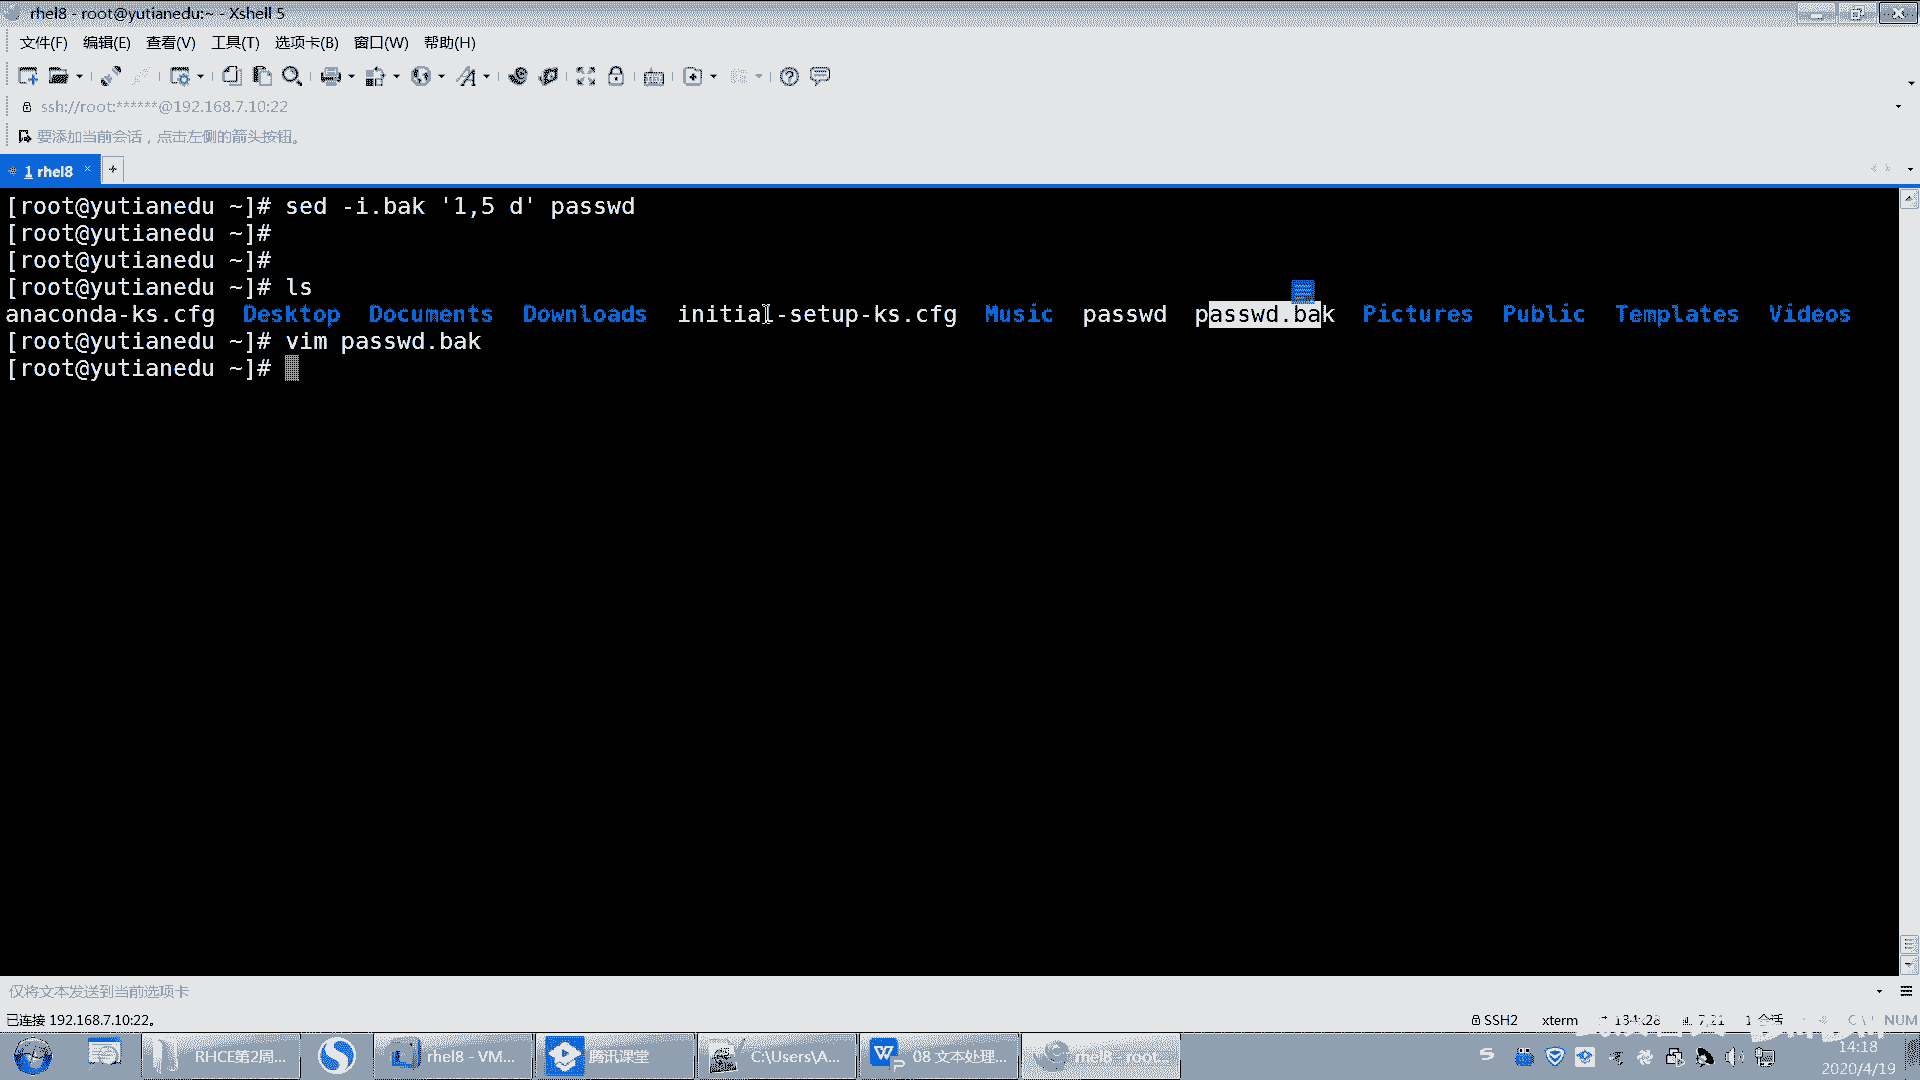 rhel8 - root@yutianedu:~ - Xshell 5
文件(F) 编辑(E) 查看(V) 工具(T) 选项卡(B) 窗口(W) 帮助(H)
ssh://root:******@192.168.7.10:22
要添加当前会话，点击左侧的箭头按钮。
1 rhel8
[root@yutianedu ~]# sed -i.bak '1,5 d' passwd
[root@yutianedu ~]#
[root@yutianedu ~]#
[root@yutianedu ~]# ls
anaconda-ks.cfg Desktop Documents Downloads initial-setup-ks.cfg Music passwd passwd.bak Pictures Public Templates Videos
[root@yutianedu ~]# vim passwd.bak
[root@yutianedu ~]#
仅将文本发送到当前选项卡
已连接 192.168.7.10:22。
SSH2 xterm 134x28 7,21 1 会话 NUM
RHCE第2周... rhel8 - VM... 腾讯课堂 C:\Users\A... 08 文本处理... rhel8 - root...
14:18
2020/4/19